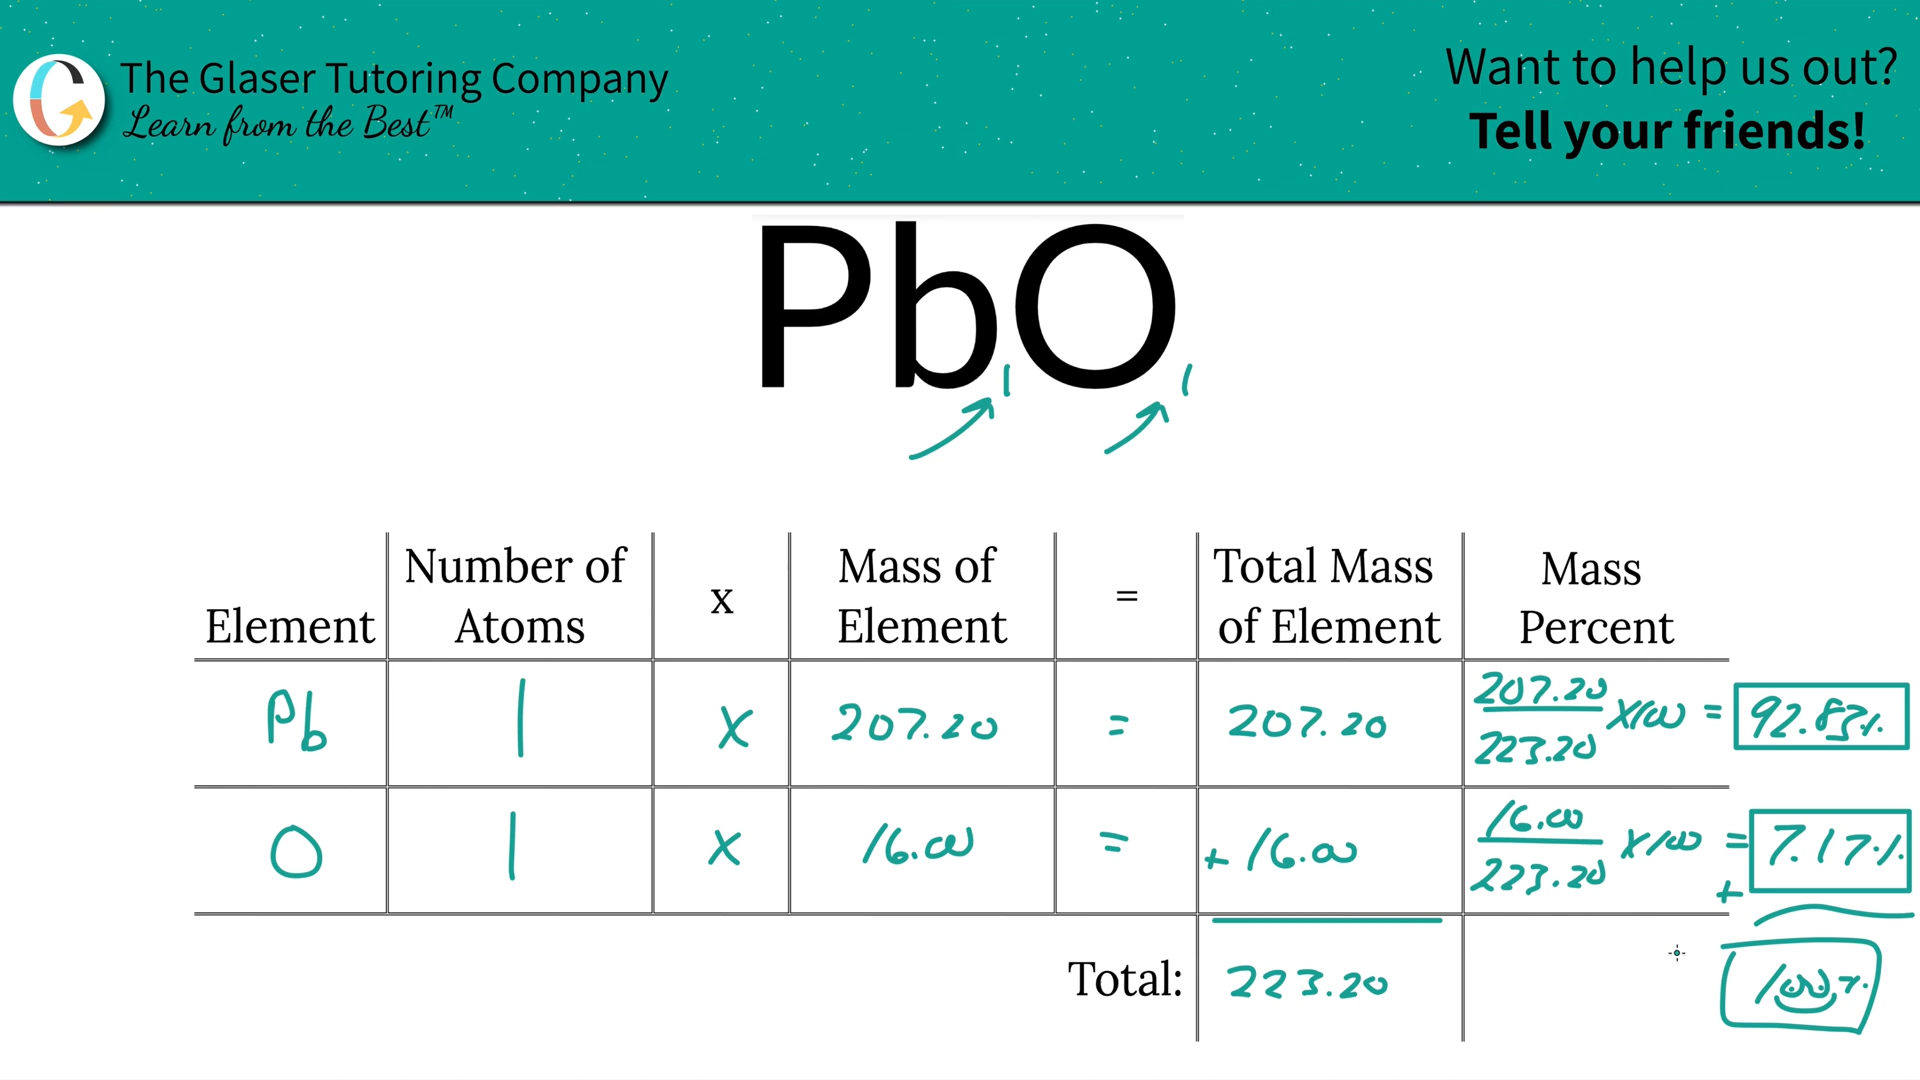 The Glaser Tutoring Company
Learn from the Best™
Want to help us out?
Tell your friends!
PbO
1 1
Element Number of Atoms x Mass of Element = Total Mass of Element Mass Percent
Pb 1 x 207.20 = 207.20 207.20/223.20 x100 = 92.83%
O 1 x 16.00 = +16.00 16.00/223.20 x100 = 7.17%
+
Total: 223.20 100%